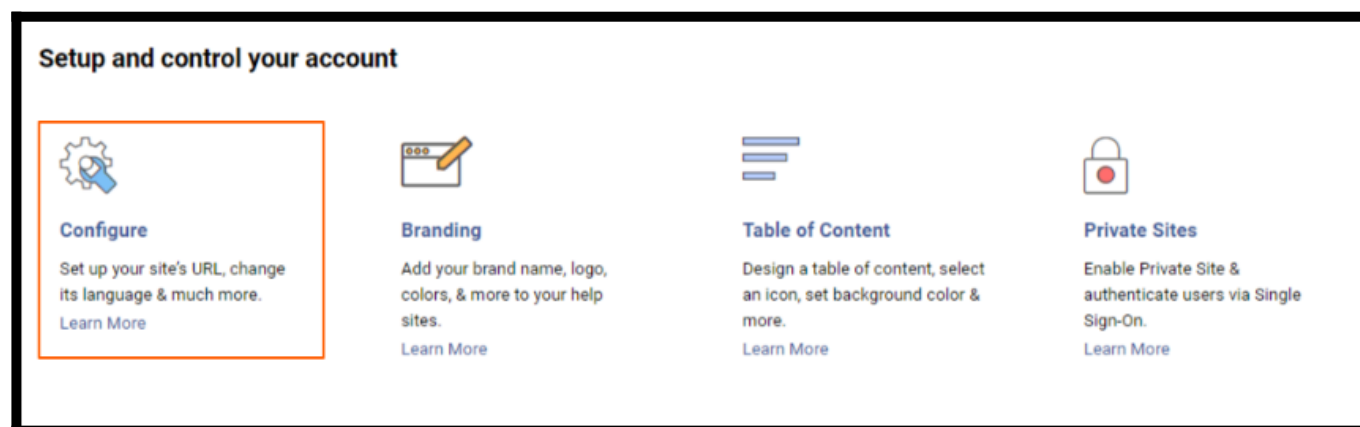 Setup and control your account
Configure
Set up your site's URL, change
its language & much more.
Learn More
Branding
Add your brand name, logo,
colors, & more to your help
sites.
Learn More
Table of Content
Design a table of content, select
an icon, set background color &
more.
Learn More
Private Sites
Enable Private Site &
authenticate users via Single
Sign-On.
Learn More